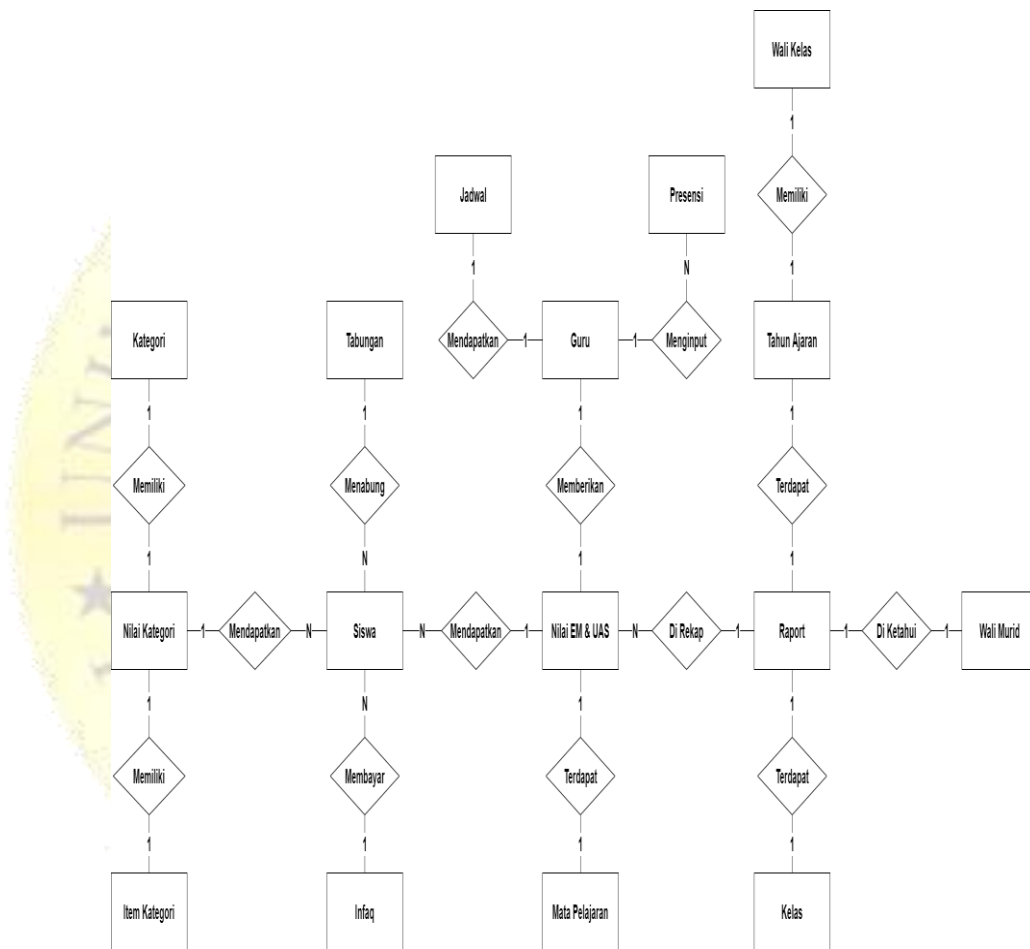 Wali Kelas
1
Jadwal
Presensi
Memiliki
1
N
1
Kategori
Tabungan
Mendapatkan
1
Guru
1
Menginput
Tahun Ajaran
1
1
1
1
Memiliki
Menabung
Memberikan
Terdapat
1
N
1
1
Nilai Kategori
1
Mendapatkan
N
Siswa
N
Mendapatkan
1
Nilai EM & UAS
N
Di Rekap
1
Raport
1
Di Ketahui
1
Wali Murid
1
N
1
1
Memiliki
Membayar
Terdapat
Terdapat
1
1
1
1
Item Kategori
Infaq
Mata Pelajaran
Kelas